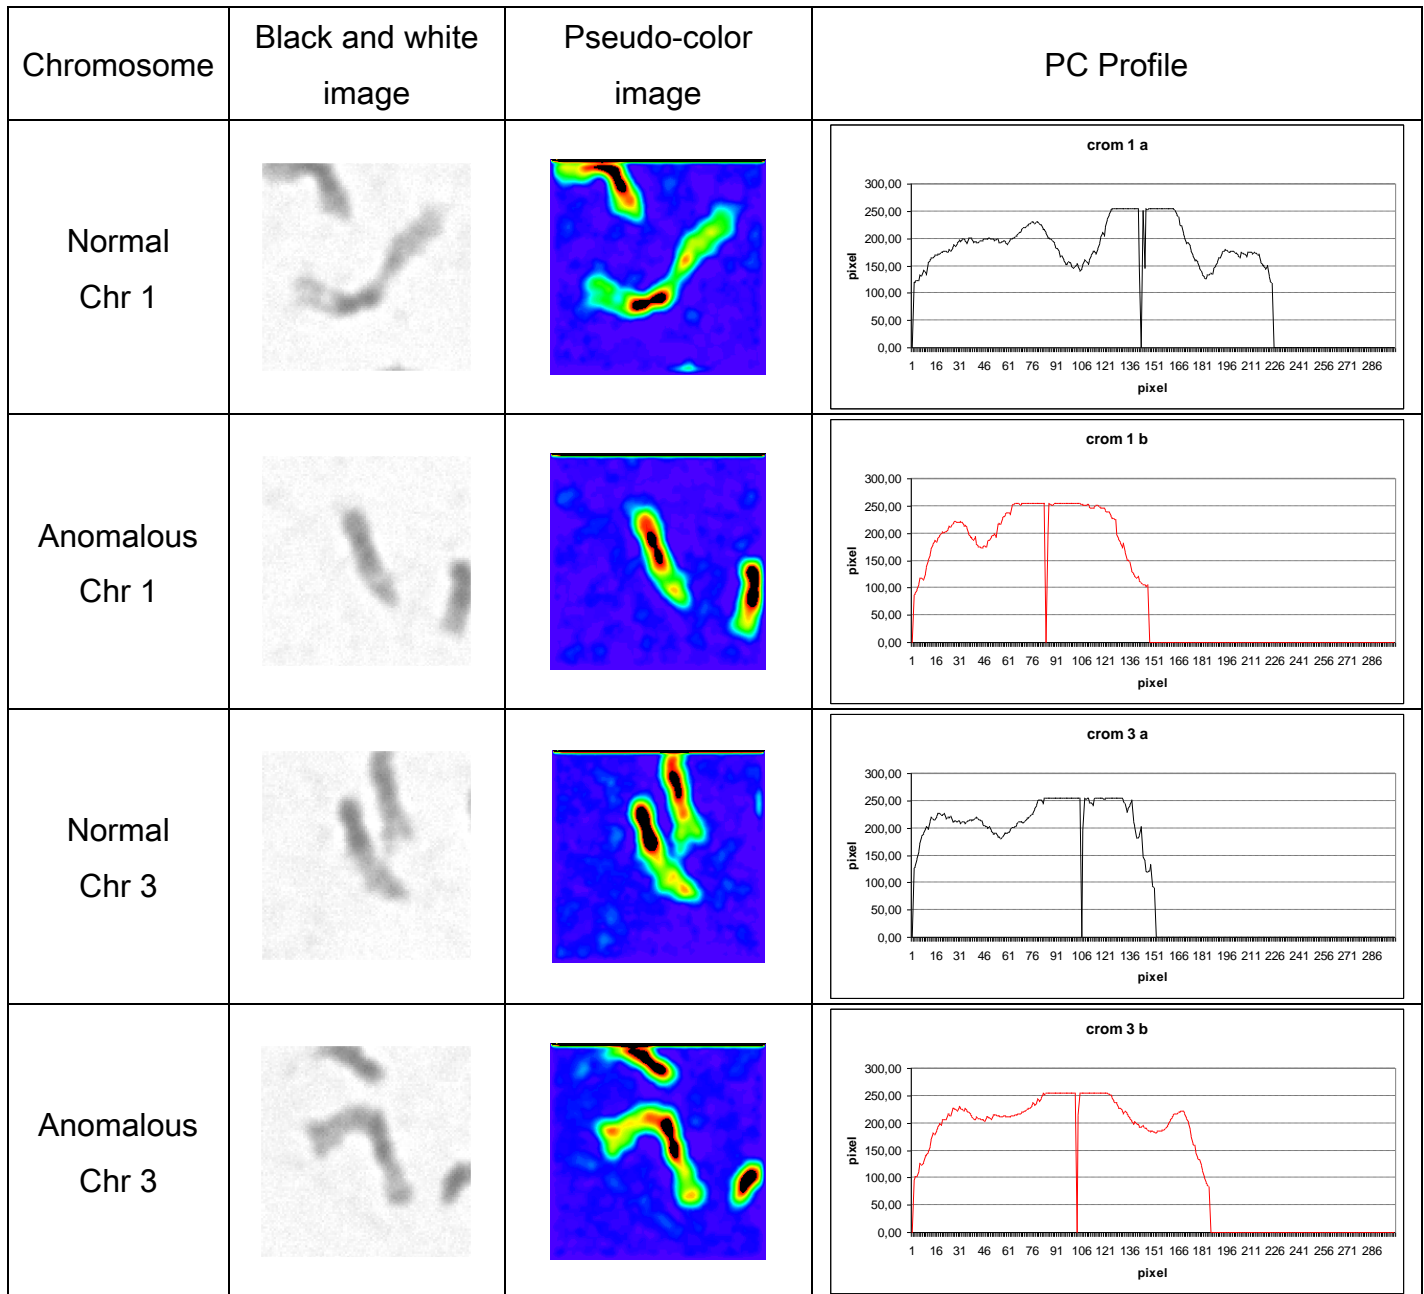 Chromosome
Black and white
image
Pseudo-color
image
PC Profile
Normal
Chr 1
crom 1 a
300,00
250,00
200,00
150,00
100,00
50,00
0,00
pixel
1 16 31 46 61 76 91 106 121 136 151 166 181 196 211 226 241 256 271 286
pixel
Anomalous
Chr 1
crom 1 b
300,00
250,00
200,00
150,00
100,00
50,00
0,00
pixel
1 16 31 46 61 76 91 106 121 136 151 166 181 196 211 226 241 256 271 286
pixel
Normal
Chr 3
crom 3 a
300,00
250,00
200,00
150,00
100,00
50,00
0,00
pixel
1 16 31 46 61 76 91 106 121 136 151 166 181 196 211 226 241 256 271 286
pixel
Anomalous
Chr 3
crom 3 b
300,00
250,00
200,00
150,00
100,00
50,00
0,00
pixel
1 16 31 46 61 76 91 106 121 136 151 166 181 196 211 226 241 256 271 286
pixel